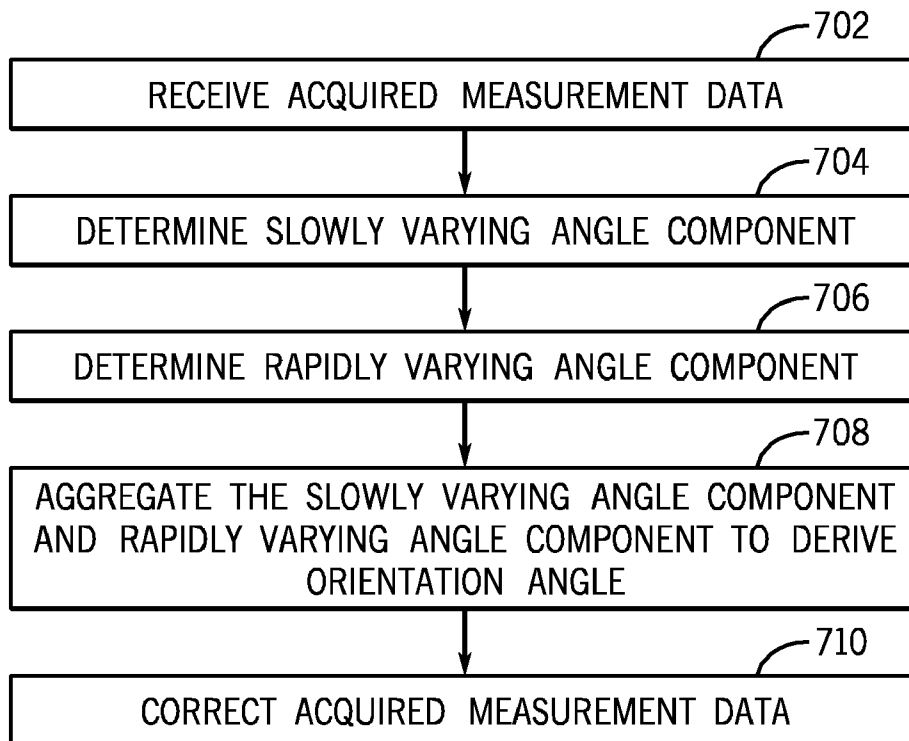 702
RECEIVE ACQUIRED MEASUREMENT DATA
704
DETERMINE SLOWLY VARYING ANGLE COMPONENT
706
DETERMINE RAPIDLY VARYING ANGLE COMPONENT
708
AGGREGATE THE SLOWLY VARYING ANGLE COMPONENT
AND RAPIDLY VARYING ANGLE COMPONENT TO DERIVE
ORIENTATION ANGLE
710
CORRECT ACQUIRED MEASUREMENT DATA